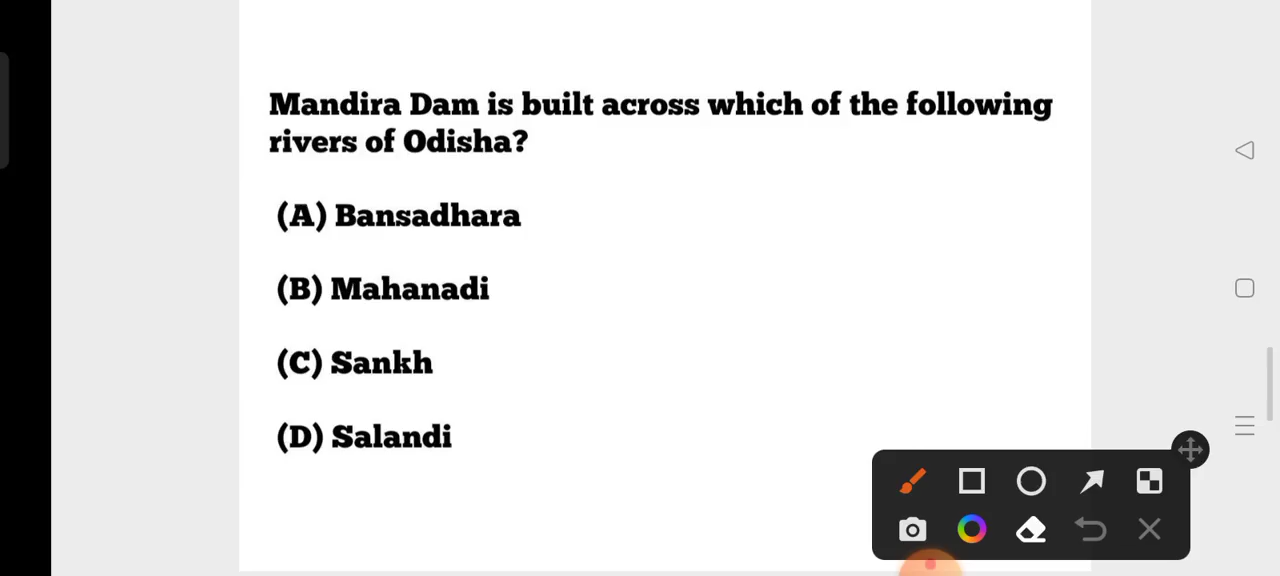 Mandira Dam is built across which of the following
rivers of Odisha?
(A) Bansadhara
(B) Mahanadi
(C) Sankh
(D) Salandi